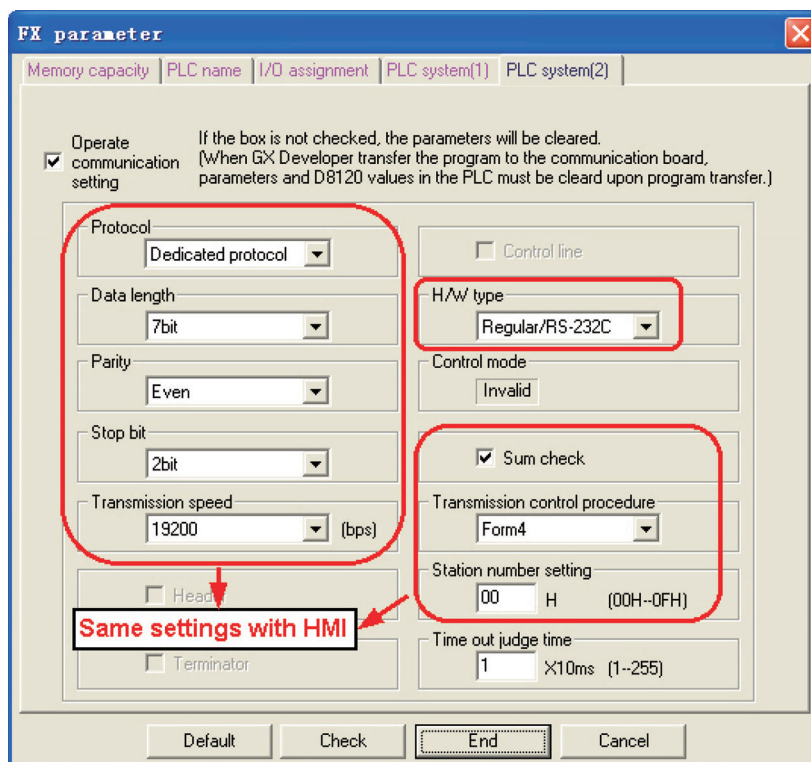 FX parameter
Memory capacity PLC name I/O assignment PLC system(1) PLC system(2)
Operate communication setting
If the box is not checked, the parameters will be cleared.
(When GX Developer transfer the program to the communication board,
parameters and D8120 values in the PLC must be cleard upon program transfer.)
Protocol
Dedicated protocol
Control line
Data length
7bit
H/W type
Regular/RS-232C
Parity
Even
Control mode
Invalid
Stop bit
2bit
Sum check
Transmission speed
19200 (bps)
Transmission control procedure
Form4
Header
Station number setting
00 H (00H--0FH)
Same settings with HMI
Terminator
Time out judge time
1 X10ms (1--255)
Default Check End Cancel